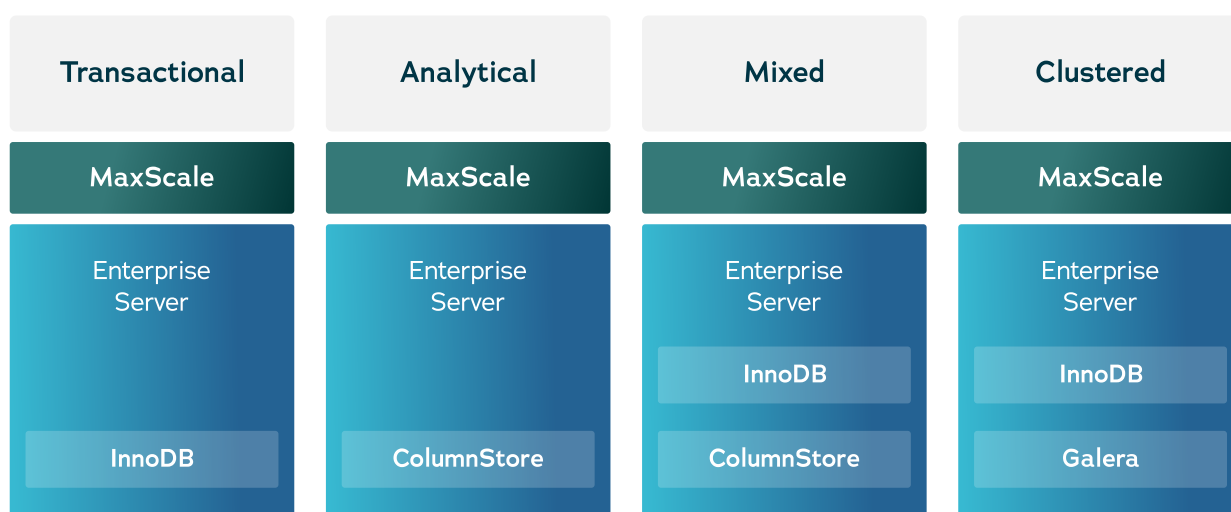 Transactional
Analytical
Mixed
Clustered
MaxScale
MaxScale
MaxScale
MaxScale
Enterprise
Server
Enterprise
Server
Enterprise
Server
Enterprise
Server
InnoDB
InnoDB
InnoDB
ColumnStore
ColumnStore
Galera